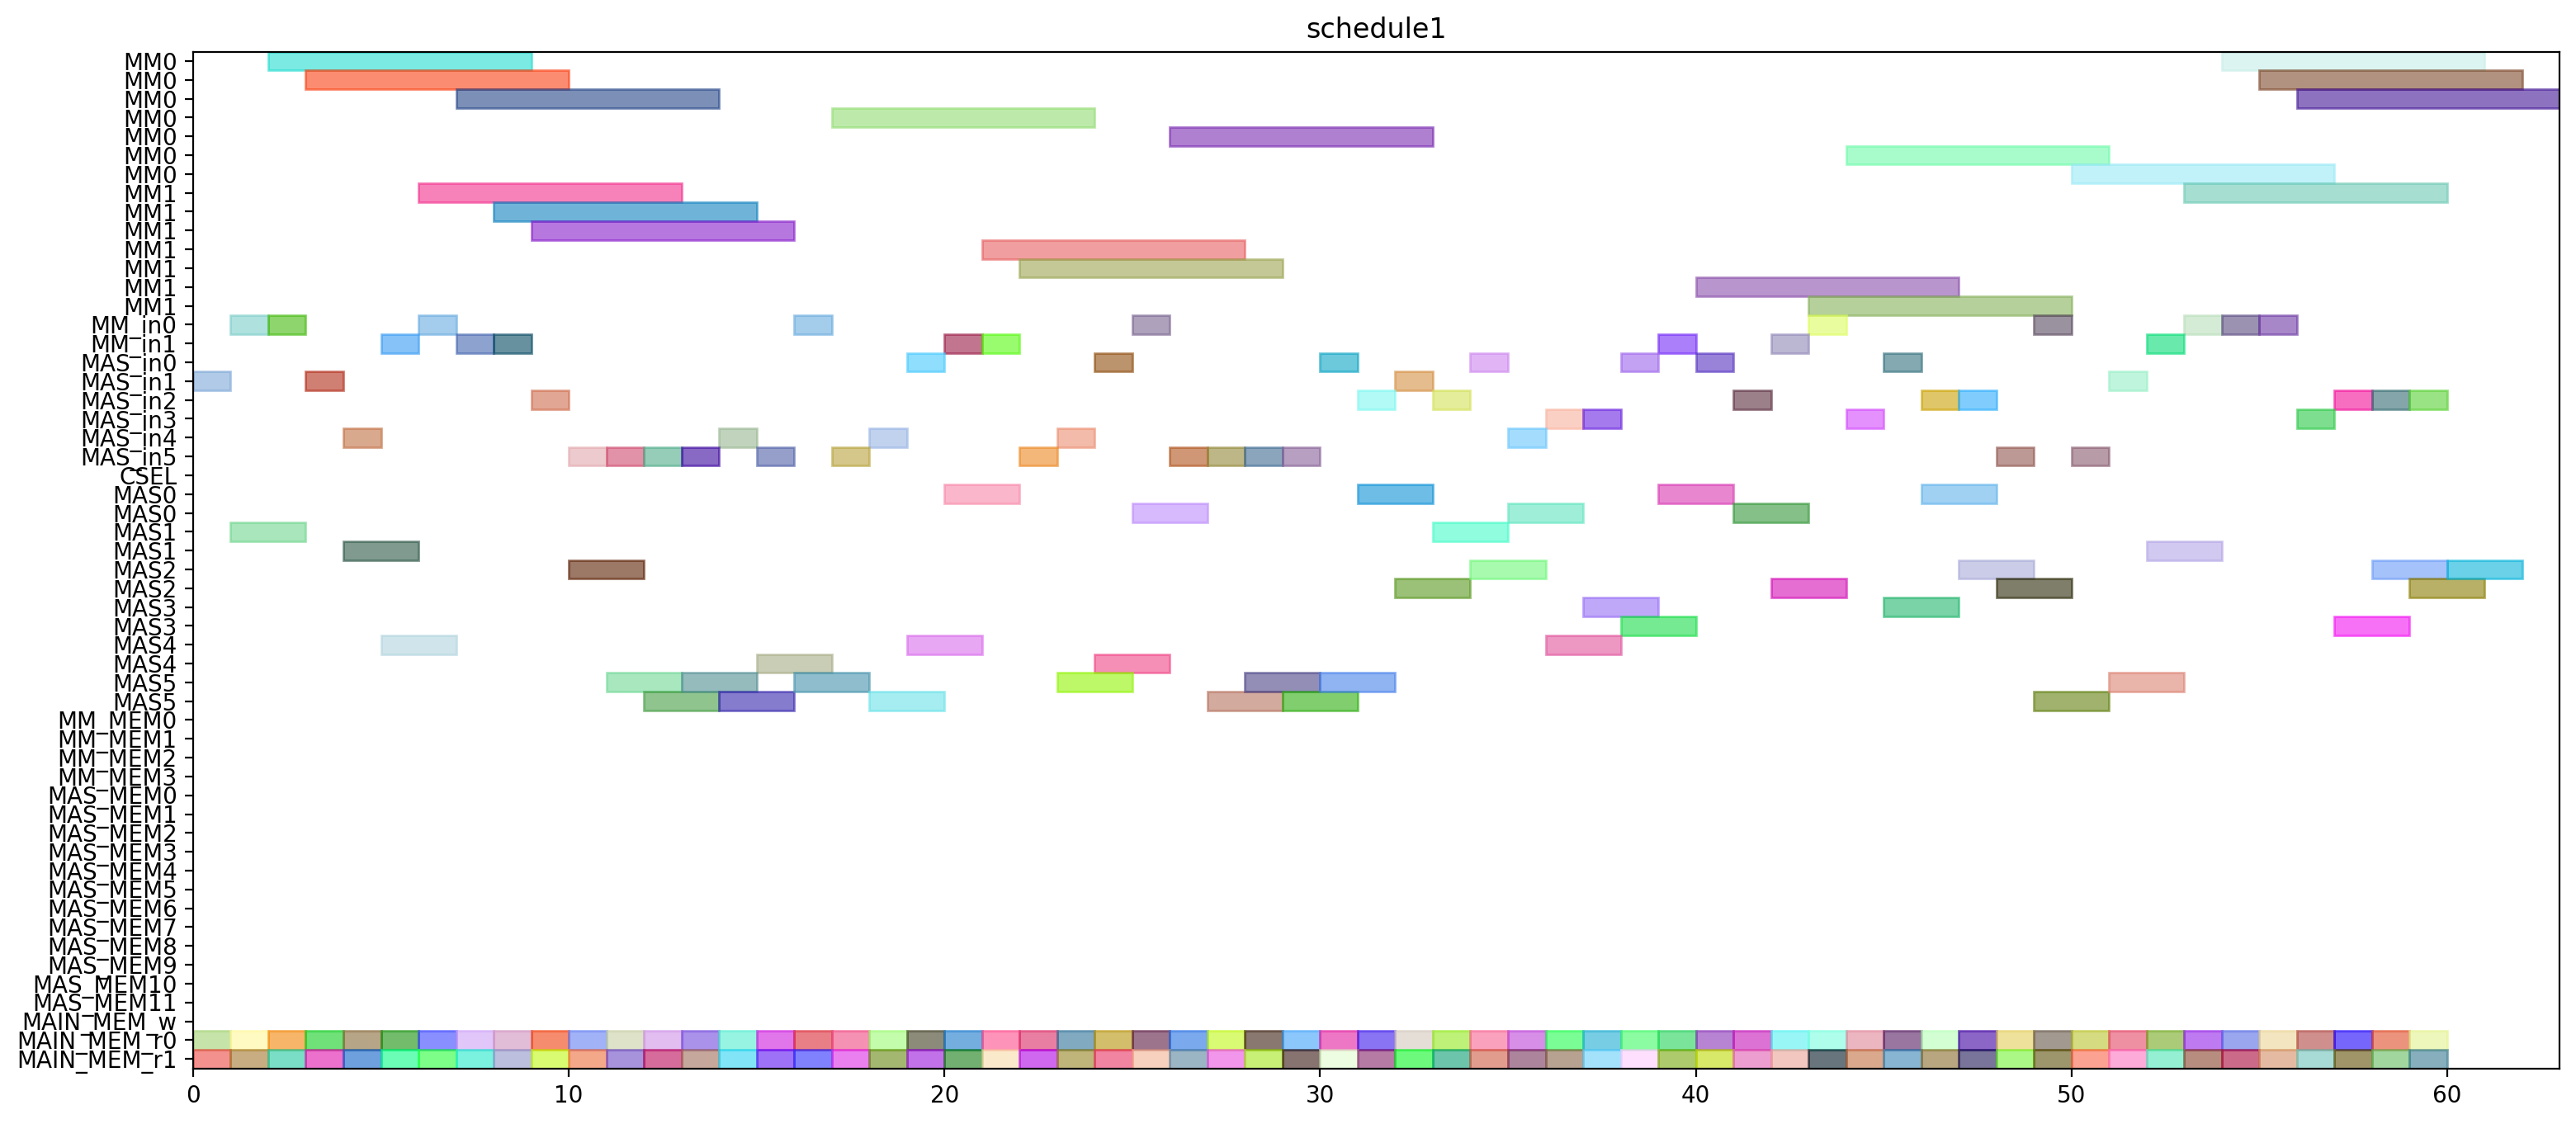 schedule1
MM0
MM0
MM0
MM0
MM0
MM0
MM0
MM1
MM1
MM1
MM1
MM1
MM1
MM1
MM_in0
MM_in1
MAS_in0
MAS_in1
MAS_in2
MAS_in3
MAS_in4
MAS_in5
CSEL
MAS0
MAS0
MAS1
MAS1
MAS2
MAS2
MAS3
MAS3
MAS4
MAS4
MAS5
MAS5
MM_MEM0
MM_MEM1
MM_MEM2
MM_MEM3
MAS_MEM0
MAS_MEM1
MAS_MEM2
MAS_MEM3
MAS_MEM4
MAS_MEM5
MAS_MEM6
MAS_MEM7
MAS_MEM8
MAS_MEM9
MAS_MEM10
MAS_MEM11
MAIN_MEM_w
MAIN_MEM_r0
MAIN_MEM_r1
0 10 20 30 40 50 60